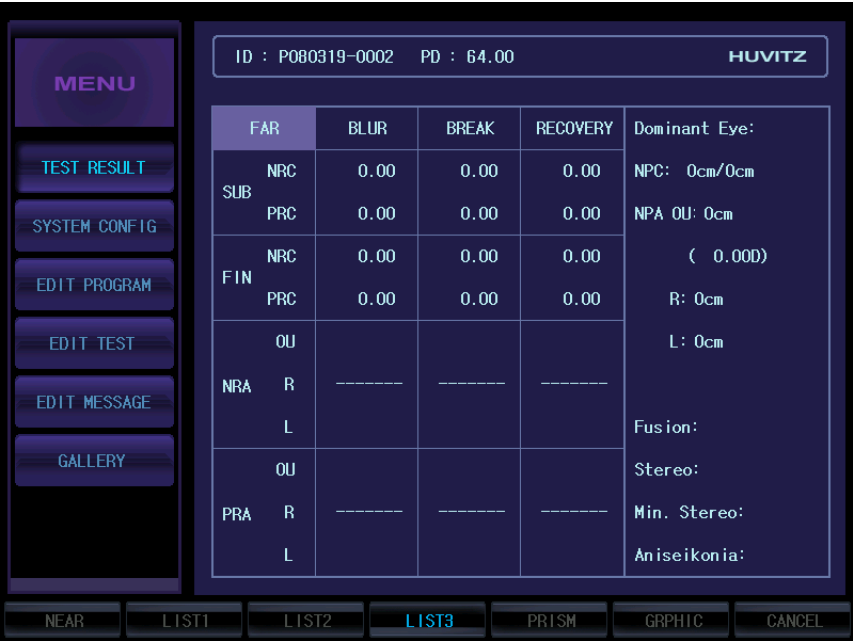 MENU
TEST RESULT
SYSTEM CONFIG
EDIT PROGRAM
EDIT TEST
EDIT MESSAGE
GALLERY
ID : P080319-0002 PD : 64.00 HUVITZ
FAR BLUR BREAK RECOVERY Dominant Eye:
SUB NRC 0.00 0.00 0.00 NPC: 0cm/0cm
PRC 0.00 0.00 0.00 NPA OU: 0cm
FIN NRC 0.00 0.00 0.00 ( 0.00D)
PRC 0.00 0.00 0.00 R: 0cm
OU L: 0cm
NRA R ------- ------- -------
L Fusion:
OU Stereo:
PRA R ------- ------- ------- Min. Stereo:
L Aniseikonia:
NEAR LIST1 LIST2 LIST3 PRISM GRPHIC CANCEL